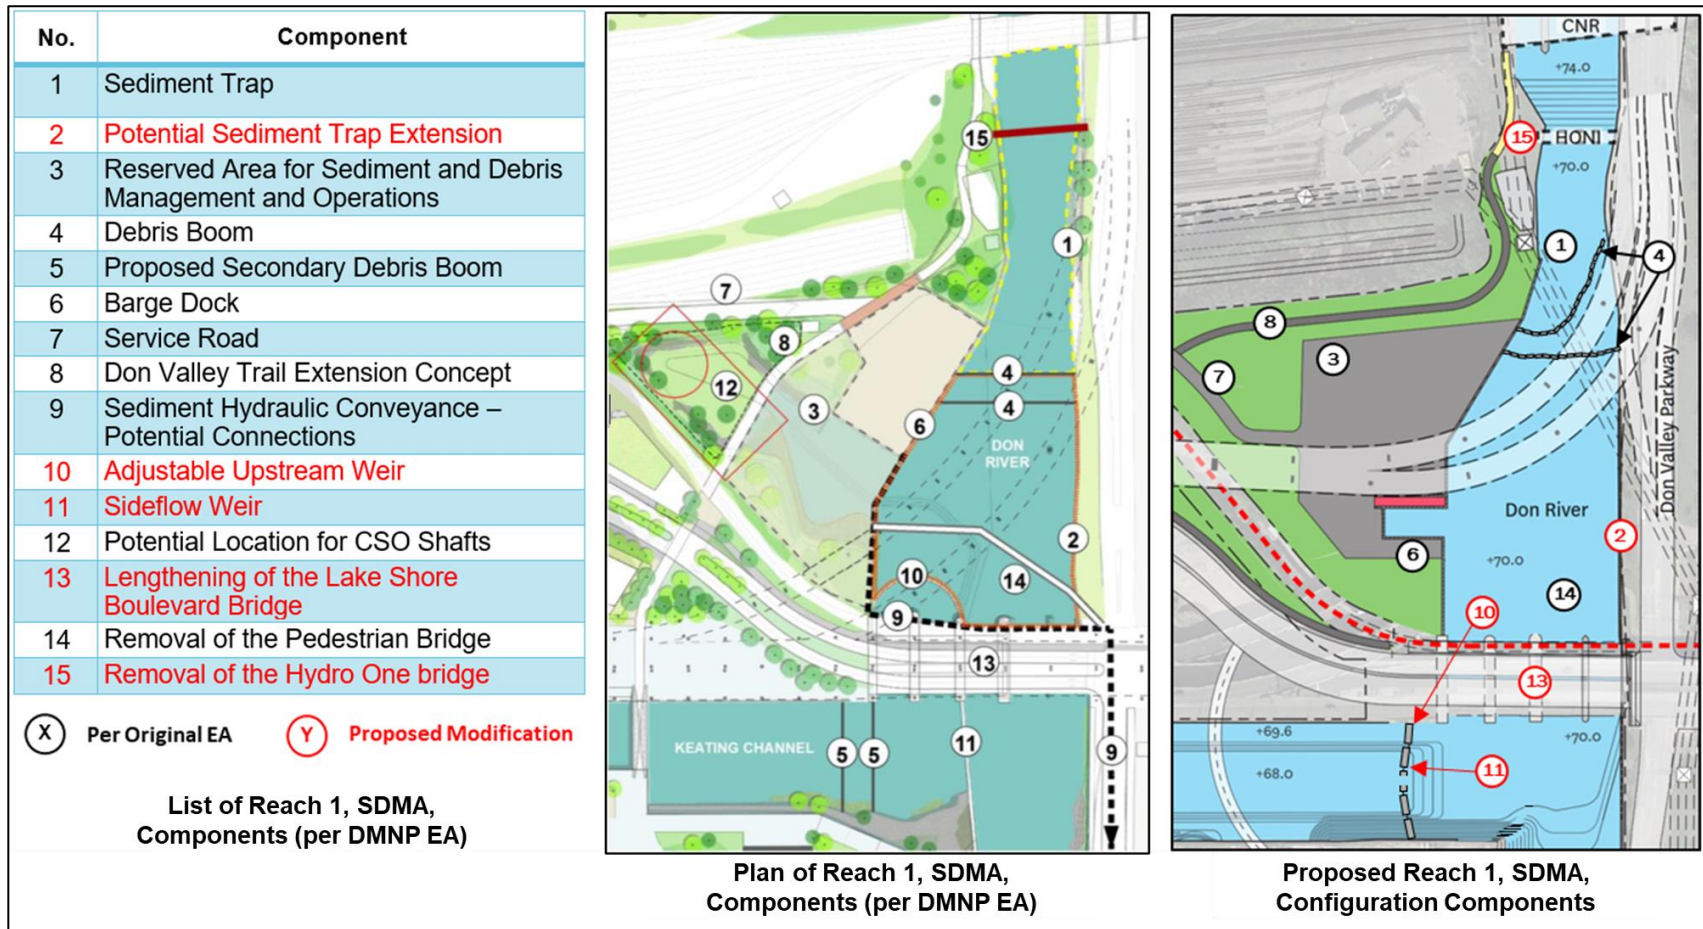 No. Component
1 Sediment Trap
2 Potential Sediment Trap Extension
3 Reserved Area for Sediment and Debris
Management and Operations
4 Debris Boom
5 Proposed Secondary Debris Boom
6 Barge Dock
7 Service Road
8 Don Valley Trail Extension Concept
9 Sediment Hydraulic Conveyance –
Potential Connections
10 Adjustable Upstream Weir
11 Sideflow Weir
12 Potential Location for CSO Shafts
13 Lengthening of the Lake Shore
Boulevard Bridge
14 Removal of the Pedestrian Bridge
15 Removal of the Hydro One bridge
X Per Original EA Y Proposed Modification
List of Reach 1, SDMA,
Components (per DMNP EA)
15
1
7
8
4
12
3
4
6
DON
RIVER
2
10
14
9
13
KEATING CHANNEL
5
5
11
9
Plan of Reach 1, SDMA,
Components (per DMNP EA)
CNR
+74.0
15
HONI
+70.0
1
4
8
3
7
Don Valley Parkway
Don River
2
6
+70.0
14
10
13
+69.6
+70.0
+68.0
11
Proposed Reach 1, SDMA,
Configuration Components